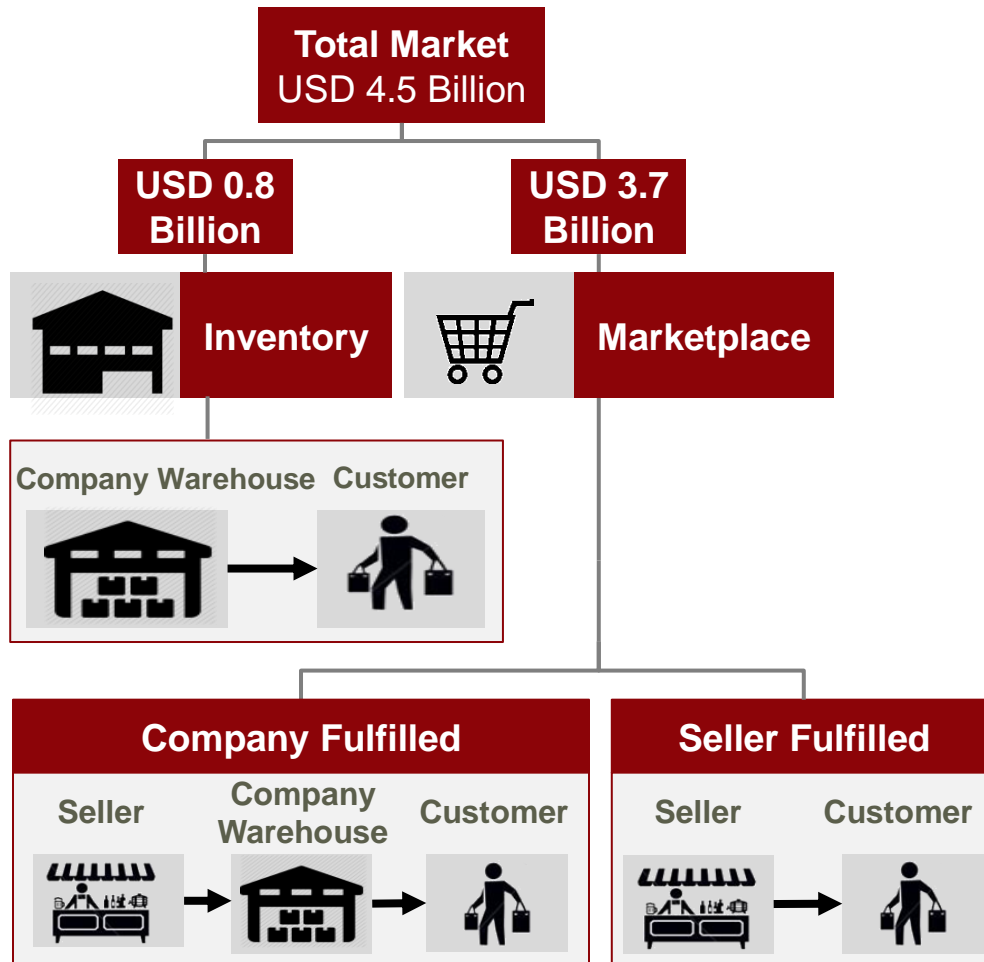 Total Market
USD 4.5 Billion
USD 0.8
Billion
USD 3.7
Billion
Inventory
Marketplace
Company Warehouse
Customer
Company Fulfilled
Seller
Company
Warehouse
Customer
Seller Fulfilled
Seller
Customer